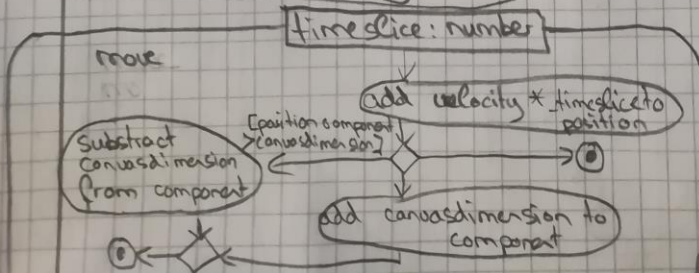 timeslice: number
move
add velocity * timeslice to
position
[position component
> canvasdimension]
substract
canvasdimension
from component
add canvasdimension to
component